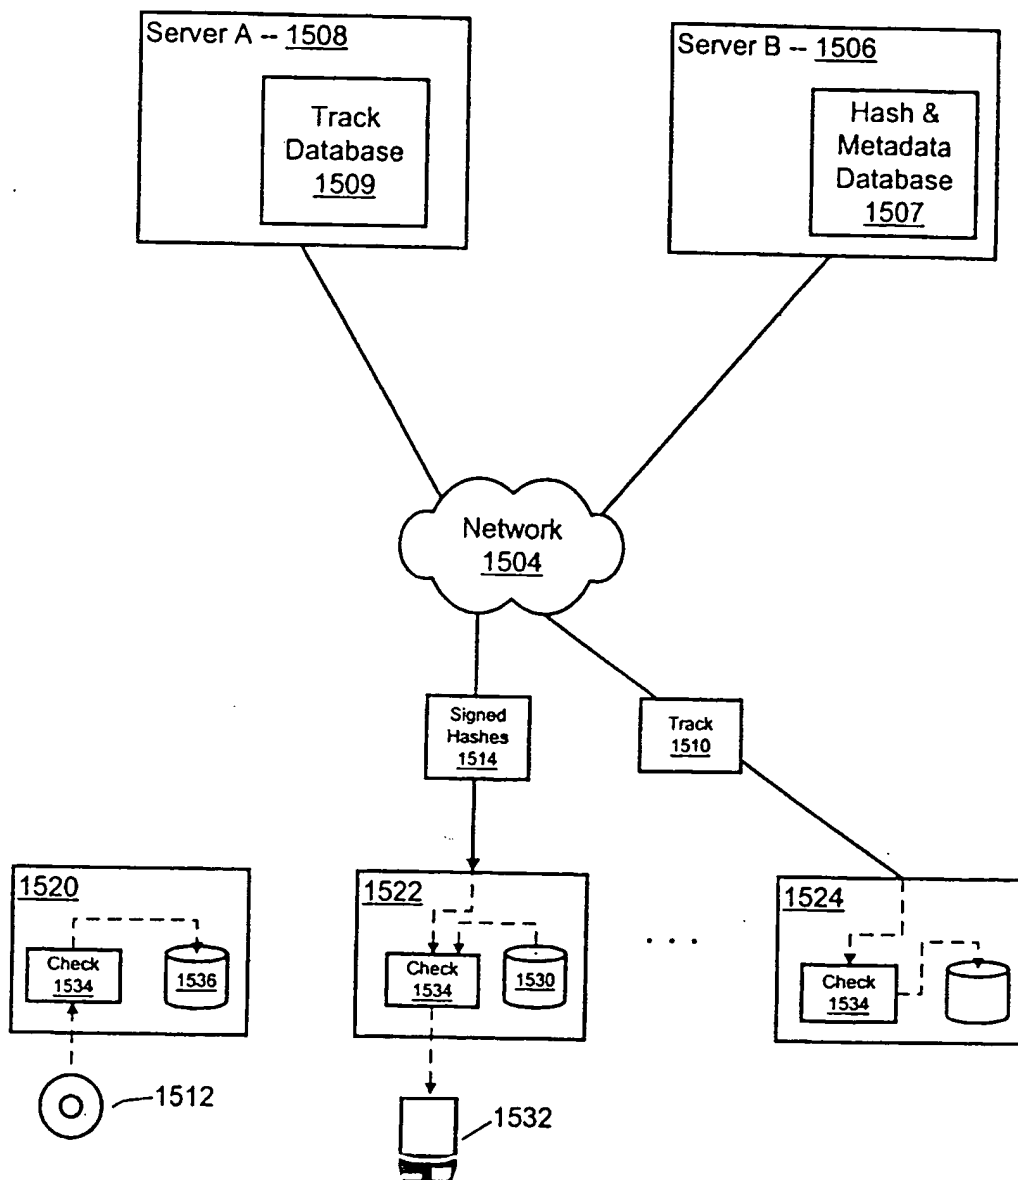 Server A -- 1508
Track
Database
1509
Server B -- 1506
Hash &
Metadata
Database
1507
Network
1504
Signed
Hashes
1514
Track
1510
1520
Check
1534
1536
1522
Check
1534
1530
. . .
1524
Check
1534
1512
1532